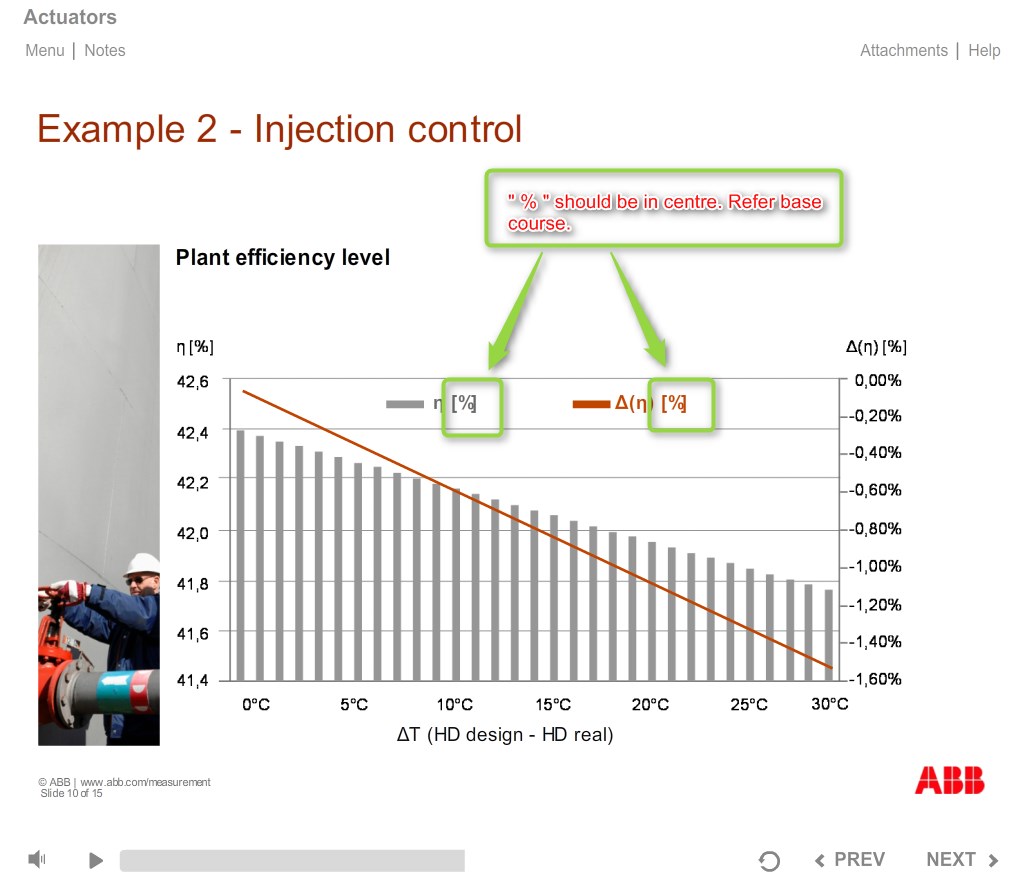 Actuators
Menu | Notes
Attachments | Help
Example 2 - Injection control
" % " should be in centre. Refer base
course.
Plant efficiency level
η [%]
Δ(η) [%]
η [%]
Δ(η) [%]
42,6
42,4
42,2
42,0
41,8
41,6
41,4
0,00%
-0,20%
-0,40%
-0,60%
-0,80%
-1,00%
-1,20%
-1,40%
-1,60%
0°C 5°C 10°C 15°C 20°C 25°C 30°C
ΔT (HD design - HD real)
© ABB | www.abb.com/measurement
Slide 10 of 15
ABB
PREV NEXT